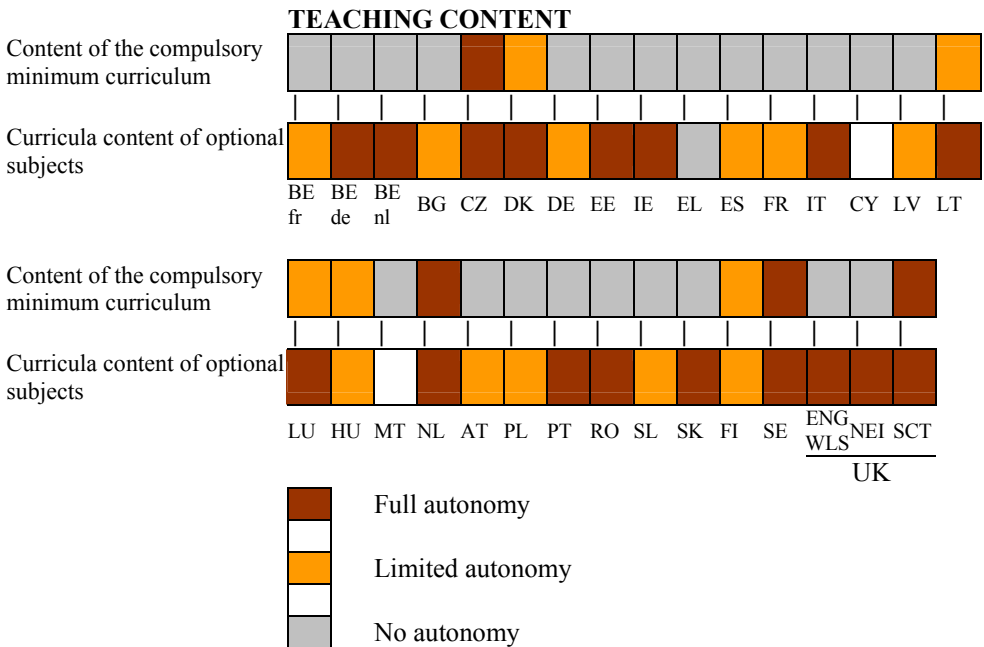 TEACHING CONTENT
Content of the compulsory
minimum curriculum
Curricula content of optional
subjects
BE BE BE BG CZ DK DE EE IE EL ES FR IT CY LV LT
fr de nl
Content of the compulsory
minimum curriculum
Curricula content of optional
subjects
LU HU MT NL AT PL PT RO SL SK FI SE ENG NEI SCT
WLS
UK
Full autonomy
Limited autonomy
No autonomy